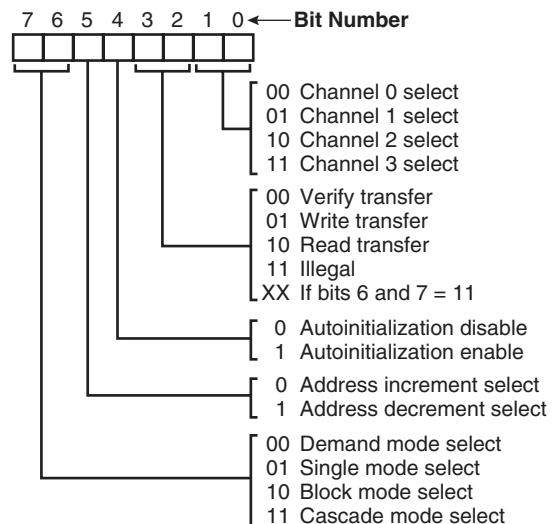 7 6 5 4 3 2 1 0 Bit Number
00 Channel 0 select
01 Channel 1 select
10 Channel 2 select
11 Channel 3 select
00 Verify transfer
01 Write transfer
10 Read transfer
11 Illegal
XX If bits 6 and 7 = 11
0 Autoinitialization disable
1 Autoinitialization enable
0 Address increment select
1 Address decrement select
00 Demand mode select
01 Single mode select
10 Block mode select
11 Cascade mode select